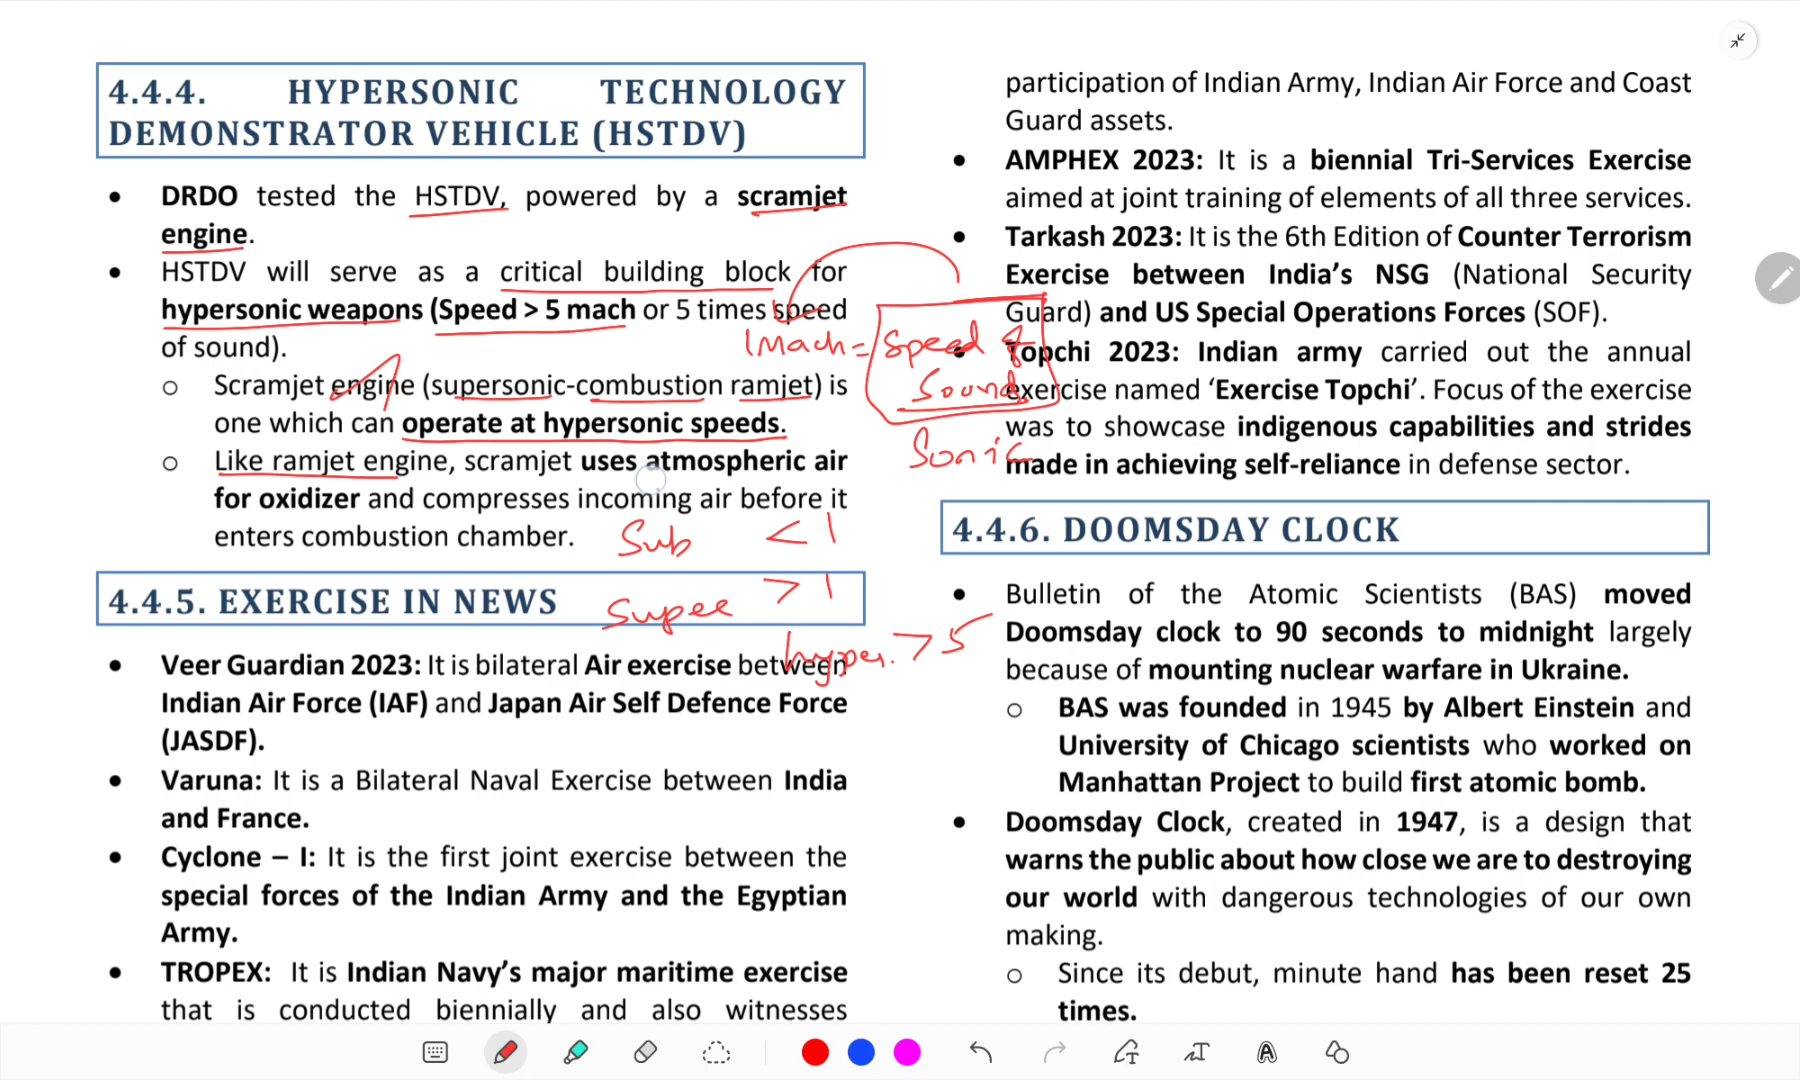 4.4.4. HYPERSONIC TECHNOLOGY
DEMONSTRATOR VEHICLE (HSTDV)
• DRDO tested the HSTDV, powered by a scramjet
engine.
• HSTDV will serve as a critical building block for
hypersonic weapons (Speed > 5 mach or 5 times speed
of sound).
o Scramjet engine (supersonic-combustion ramjet) is
one which can operate at hypersonic speeds.
o Like ramjet engine, scramjet uses atmospheric air
for oxidizer and compresses incoming air before it
enters combustion chamber.
1 Mach = Speed of
Sound
Sonic
Sub < 1
Super > 1
hyper. > 5
4.4.5. EXERCISE IN NEWS
• Veer Guardian 2023: It is bilateral Air exercise between
Indian Air Force (IAF) and Japan Air Self Defence Force
(JASDF).
• Varuna: It is a Bilateral Naval Exercise between India
and France.
• Cyclone – I: It is the first joint exercise between the
special forces of the Indian Army and the Egyptian
Army.
• TROPEX: It is Indian Navy's major maritime exercise
that is conducted biennially and also witnesses
participation of Indian Army, Indian Air Force and Coast
Guard assets.
• AMPHEX 2023: It is a biennial Tri-Services Exercise
aimed at joint training of elements of all three services.
• Tarkash 2023: It is the 6th Edition of Counter Terrorism
Exercise between India's NSG (National Security
Guard) and US Special Operations Forces (SOF).
• Topchi 2023: Indian army carried out the annual
exercise named 'Exercise Topchi'. Focus of the exercise
was to showcase indigenous capabilities and strides
made in achieving self-reliance in defense sector.
4.4.6. DOOMSDAY CLOCK
• Bulletin of the Atomic Scientists (BAS) moved
Doomsday clock to 90 seconds to midnight largely
because of mounting nuclear warfare in Ukraine.
o BAS was founded in 1945 by Albert Einstein and
University of Chicago scientists who worked on
Manhattan Project to build first atomic bomb.
• Doomsday Clock, created in 1947, is a design that
warns the public about how close we are to destroying
our world with dangerous technologies of our own
making.
o Since its debut, minute hand has been reset 25
times.